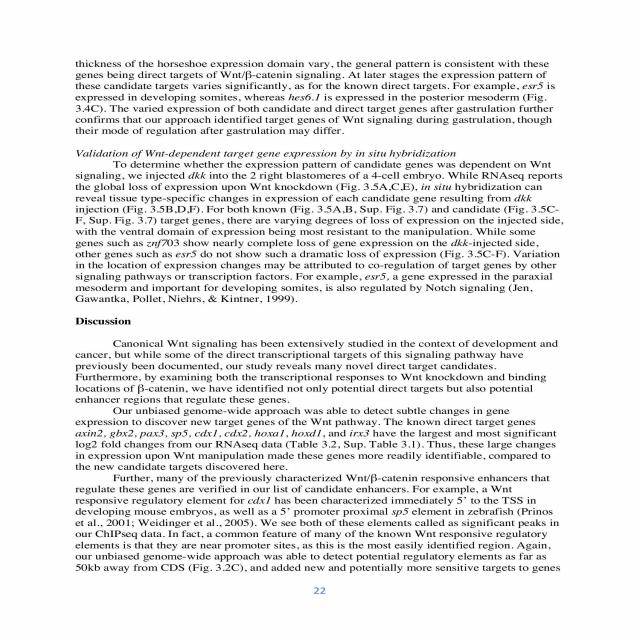 thickness of the horseshoe expression domain vary, the general pattern is consistent with these
genes being direct targets of Wnt/β-catenin signaling. At later stages the expression pattern of
these candidate targets varies significantly, as for the known direct targets. For example, esr5 is
expressed in developing somites, whereas hes6.1 is expressed in the posterior mesoderm (Fig.
3.4C). The varied expression of both candidate and direct target genes after gastrulation further
confirms that our approach identified target genes of Wnt signaling during gastrulation, though
their mode of regulation after gastrulation may differ.
Validation of Wnt-dependent target gene expression by in situ hybridization
To determine whether the expression pattern of candidate genes was dependent on Wnt
signaling, we injected dkk into the 2 right blastomeres of a 4-cell embryo. While RNAseq reports
the global loss of expression upon Wnt knockdown (Fig. 3.5A,C,E), in situ hybridization can
reveal tissue type-specific changes in expression of each candidate gene resulting from dkk
injection (Fig. 3.5B,D,F). For both known (Fig. 3.5A,B, Sup. Fig. 3.7) and candidate (Fig. 3.5C-
F, Sup. Fig. 3.7) target genes, there are varying degrees of loss of expression on the injected side,
with the ventral domain of expression being most resistant to the manipulation. While some
genes such as znf703 show nearly complete loss of gene expression on the dkk-injected side,
other genes such as esr5 do not show such a dramatic loss of expression (Fig. 3.5C-F). Variation
in the location of expression changes may be attributed to co-regulation of target genes by other
signaling pathways or transcription factors. For example, esr5, a gene expressed in the paraxial
mesoderm and important for developing somites, is also regulated by Notch signaling (Jen,
Gawantka, Pollet, Niehrs, & Kintner, 1999).
Discussion
Canonical Wnt signaling has been extensively studied in the context of development and
cancer, but while some of the direct transcriptional targets of this signaling pathway have
previously been documented, our study reveals many novel direct target candidates.
Furthermore, by examining both the transcriptional responses to Wnt knockdown and binding
locations of β-catenin, we have identified not only potential direct targets but also potential
enhancer regions that regulate these genes.
Our unbiased genome-wide approach was able to detect subtle changes in gene
expression to discover new target genes of the Wnt pathway. The known direct target genes
axin2, gbx2, pax3, sp5, cdx1, cdx2, hoxa1, hoxd1, and irx3 have the largest and most significant
log2 fold changes from our RNAseq data (Table 3.2, Sup. Table 3.1). Thus, these large changes
in expression upon Wnt manipulation made these genes more readily identifiable, compared to
the new candidate targets discovered here.
Further, many of the previously characterized Wnt/β-catenin responsive enhancers that
regulate these genes are verified in our list of candidate enhancers. For example, a Wnt
responsive regulatory element for cdx1 has been characterized immediately 5’ to the TSS in
developing mouse embryos, as well as a 5’ promoter proximal sp5 element in zebrafish (Prinos
et al., 2001; Weidinger et al., 2005). We see both of these elements called as significant peaks in
our ChIPseq data. In fact, a common feature of many of the known Wnt responsive regulatory
elements is that they are near promoter sites, as this is the most easily identified region. Again,
our unbiased genome-wide approach was able to detect potential regulatory elements as far as
50kb away from CDS (Fig. 3.2C), and added new and potentially more sensitive targets to genes
22